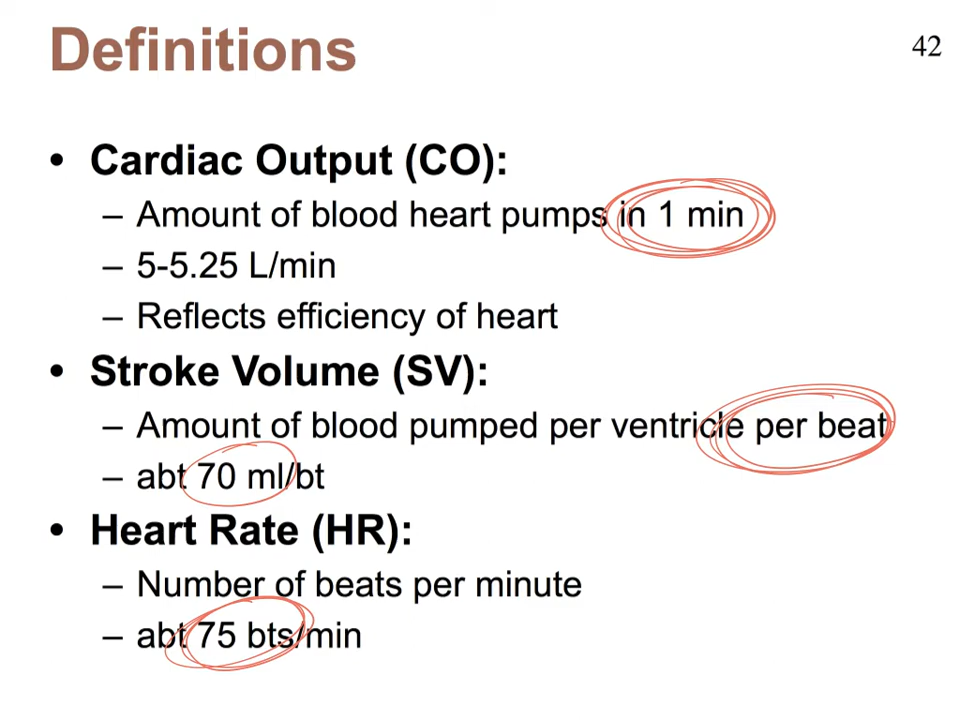 Definitions
42
• Cardiac Output (CO):
– Amount of blood heart pumps in 1 min
– 5-5.25 L/min
– Reflects efficiency of heart
• Stroke Volume (SV):
– Amount of blood pumped per ventricle per beat
– abt 70 ml/bt
• Heart Rate (HR):
– Number of beats per minute
– abt 75 bts/min